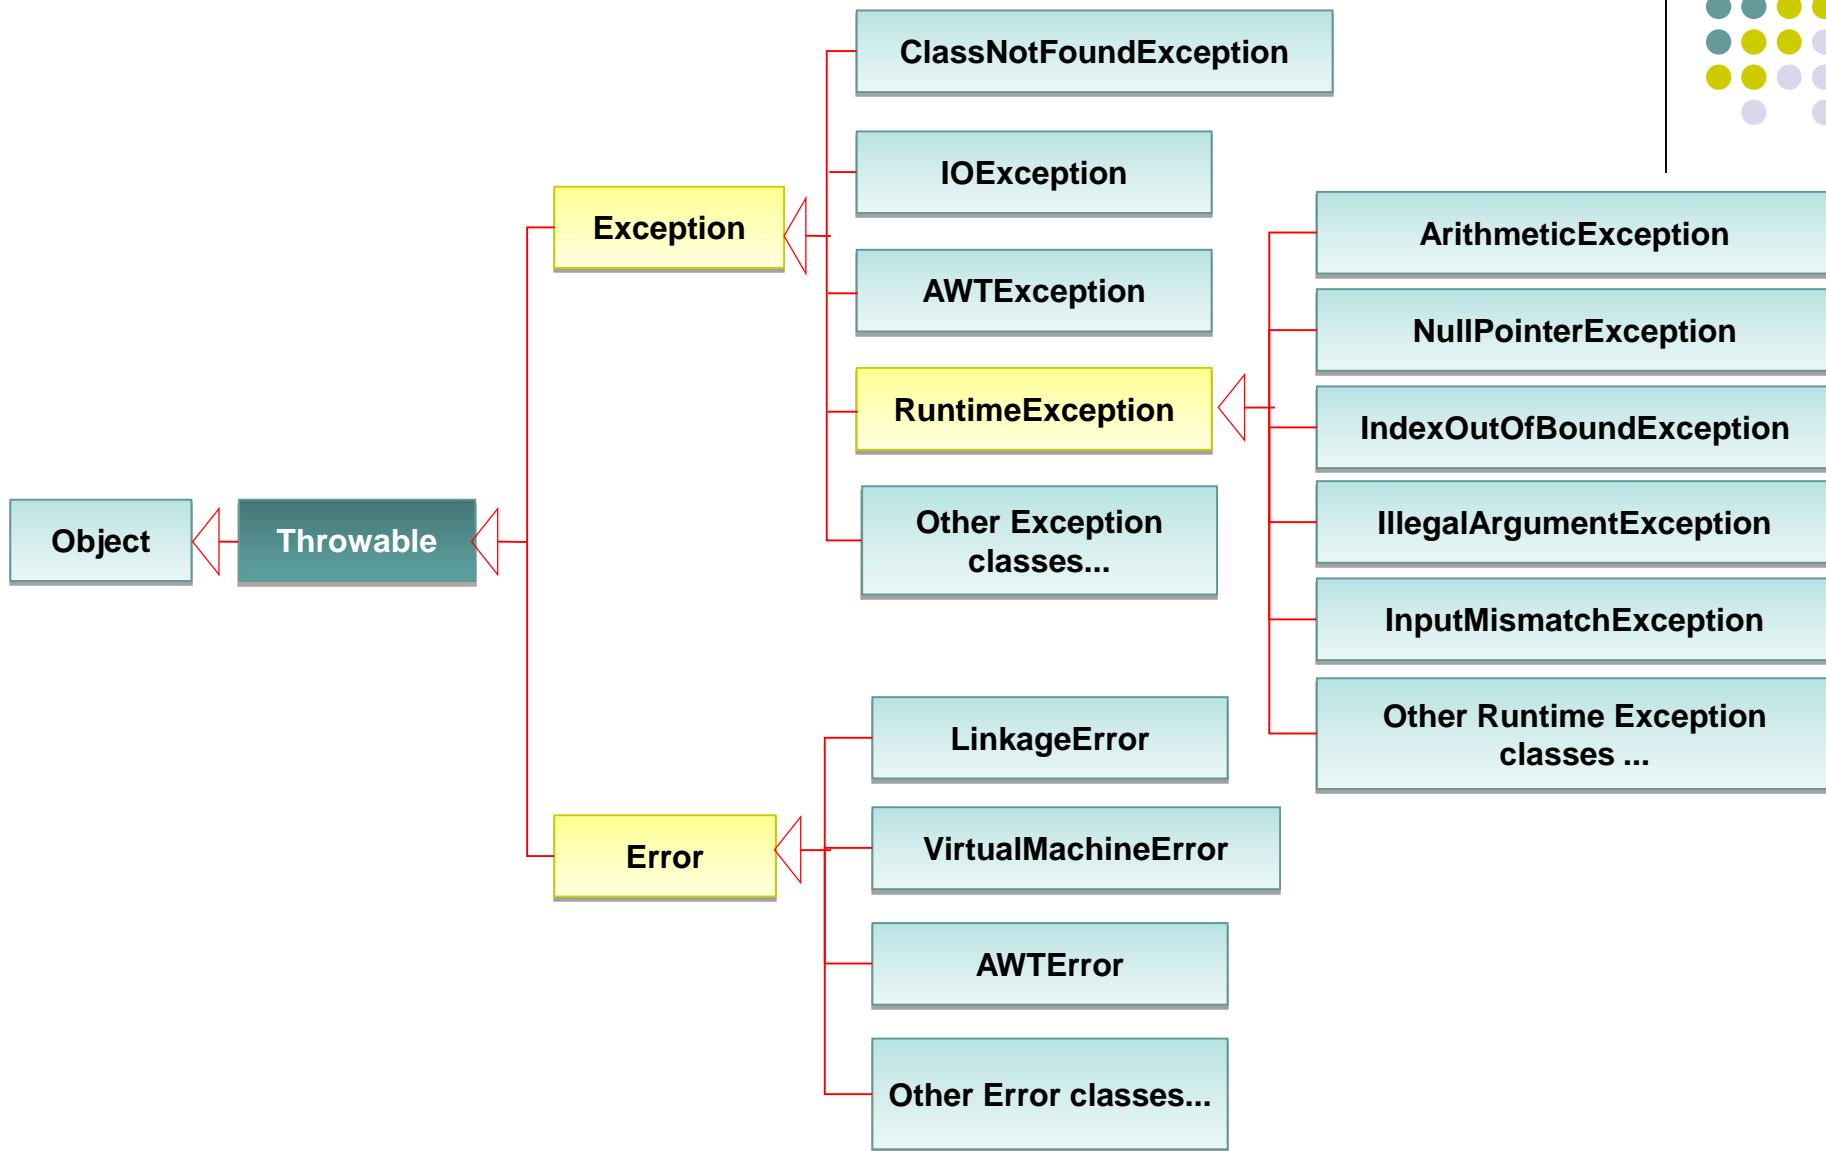 ClassNotFoundException
IOException
Exception
ArithmeticException
AWTException
NullPointerException
RuntimeException
IndexOutOfBoundException
Other Exception
classes...
IllegalArgumentException
Object
Throwable
InputMismatchException
Other Runtime Exception
classes ...
LinkageError
VirtualMachineError
Error
AWTError
Other Error classes...